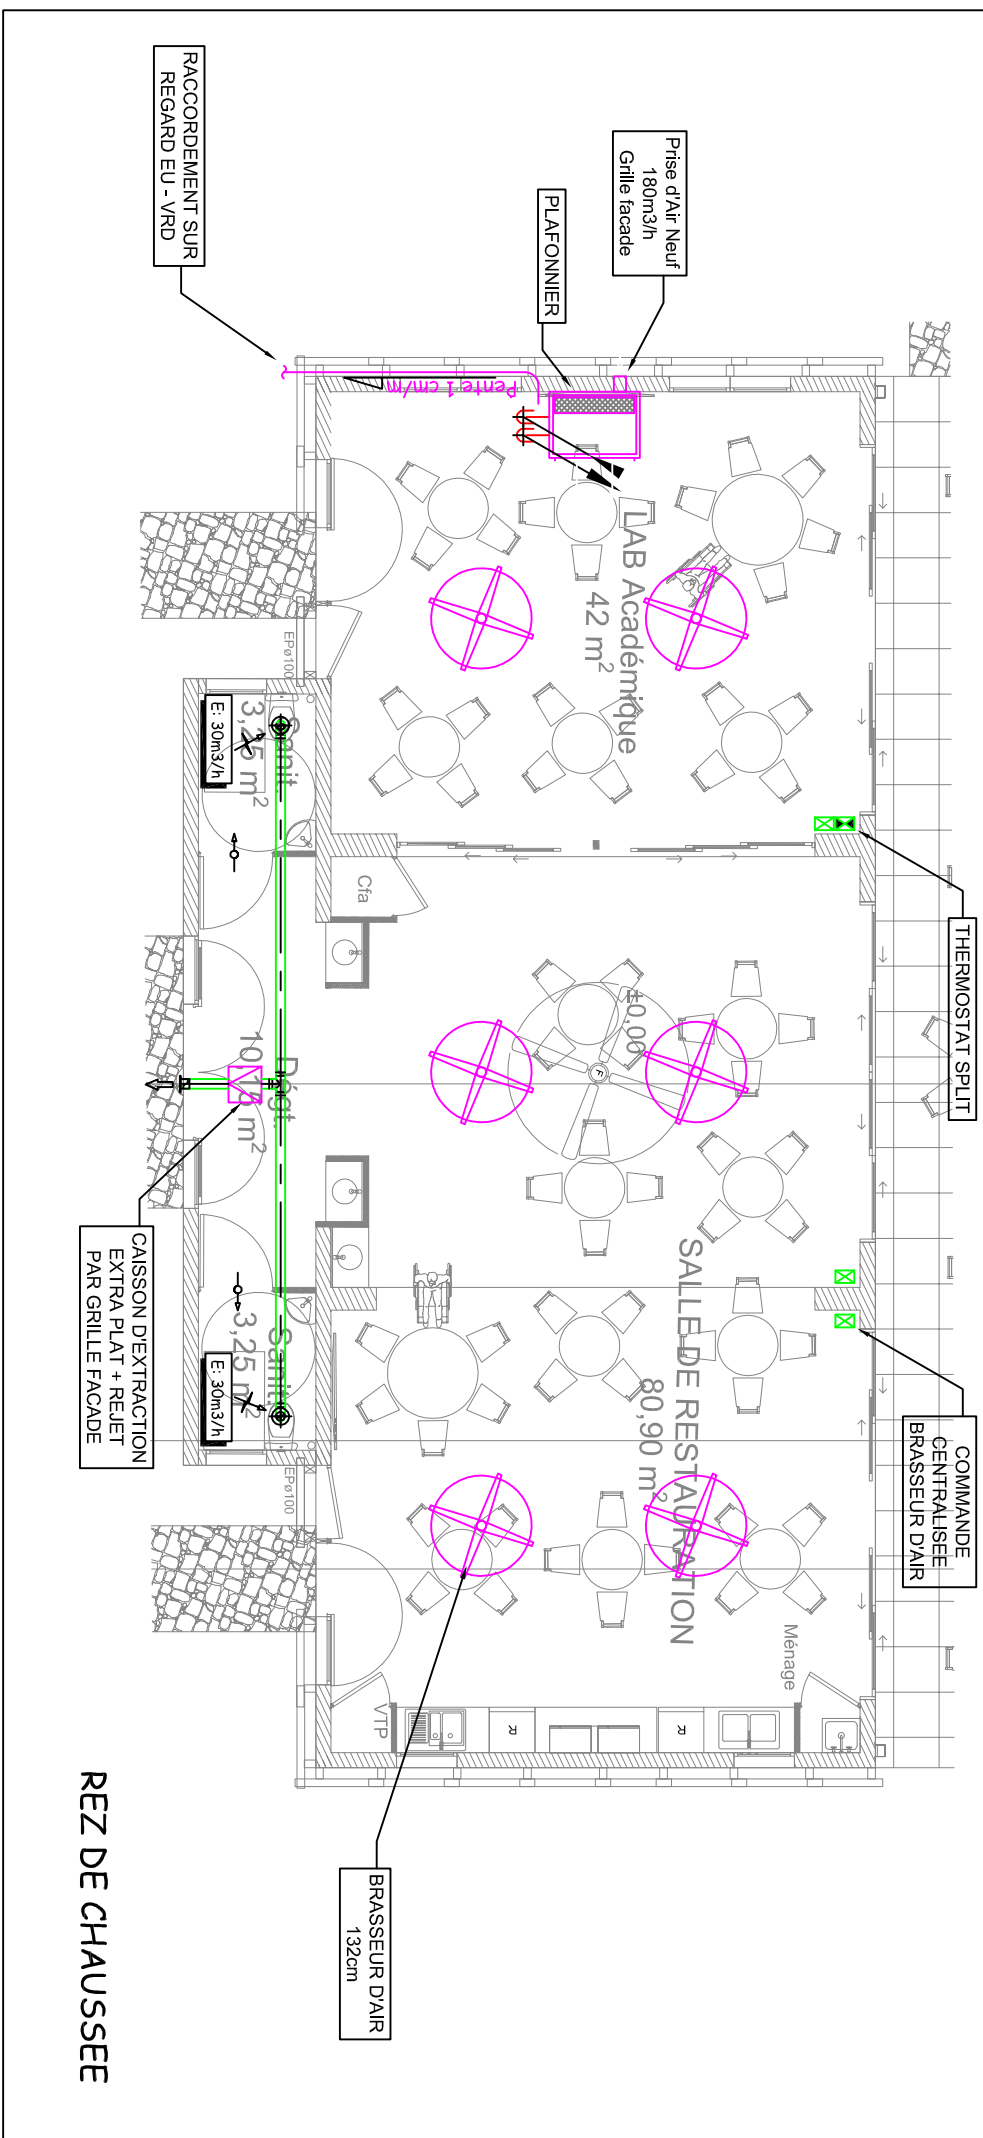 RACCORDEMENT SUR
REGARD EU - VRD
Prise d'Air Neuf
180m3/h
Grille facade
PLAFONNIER
Pente 1 cm/m
LAB Académique
42 m²
THERMOSTAT SPLIT
EPø100
Sanit.
3,25 m²
E: 30m3/h
Cfa
±0,00
F
Dégt.
10,15 m²
SALLE DE RESTAURATION
80,90 m²
COMMANDE
CENTRALISEE
BRASSEUR D'AIR
Sanit.
3,25 m²
E: 30m3/h
EPø100
CAISSON D'EXTRACTION
EXTRA PLAT + REJET
PAR GRILLE FACADE
Ménage
VTP
R
R
BRASSEUR D'AIR
132cm
REZ DE CHAUSSEE